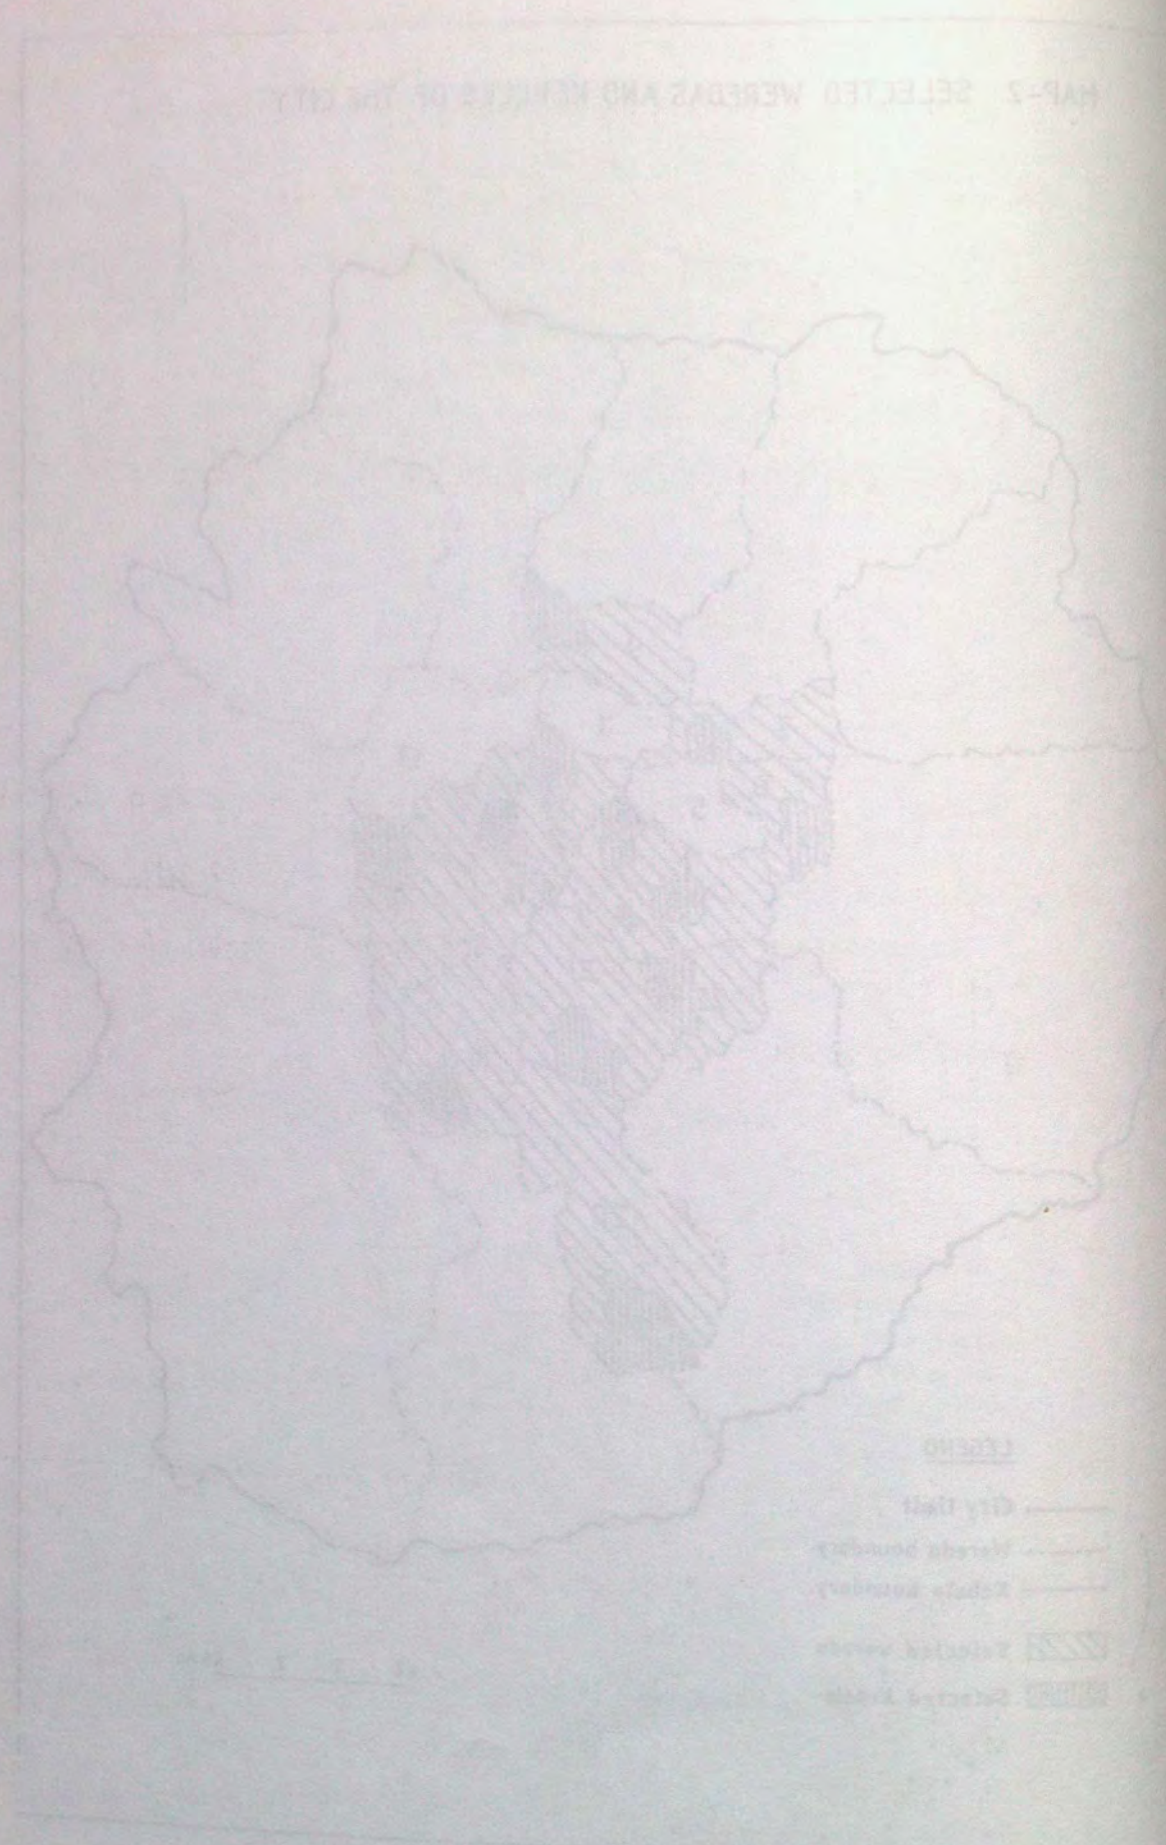 MAP-2 SELECTED WEREDAS AND KEBELES OF THE CITY
LEGEND
City limit
Wereda boundary
Kebele boundary
Selected wereda
Selected kebele